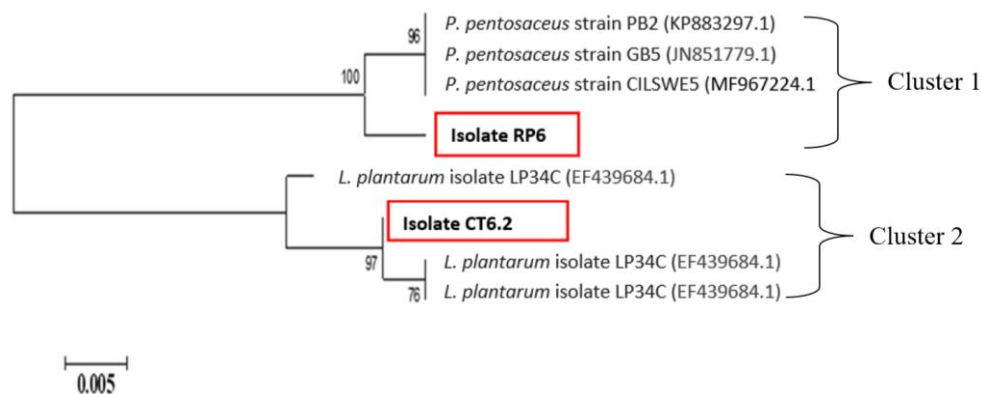 P. pentosaceus strain PB2 (KP883297.1)
96
P. pentosaceus strain GB5 (JN851779.1)
100
P. pentosaceus strain CILSWE5 (MF967224.1
Cluster 1
Isolate RP6
L. plantarum isolate LP34C (EF439684.1)
Isolate CT6.2
Cluster 2
97
L. plantarum isolate LP34C (EF439684.1)
76
L. plantarum isolate LP34C (EF439684.1)
0.005